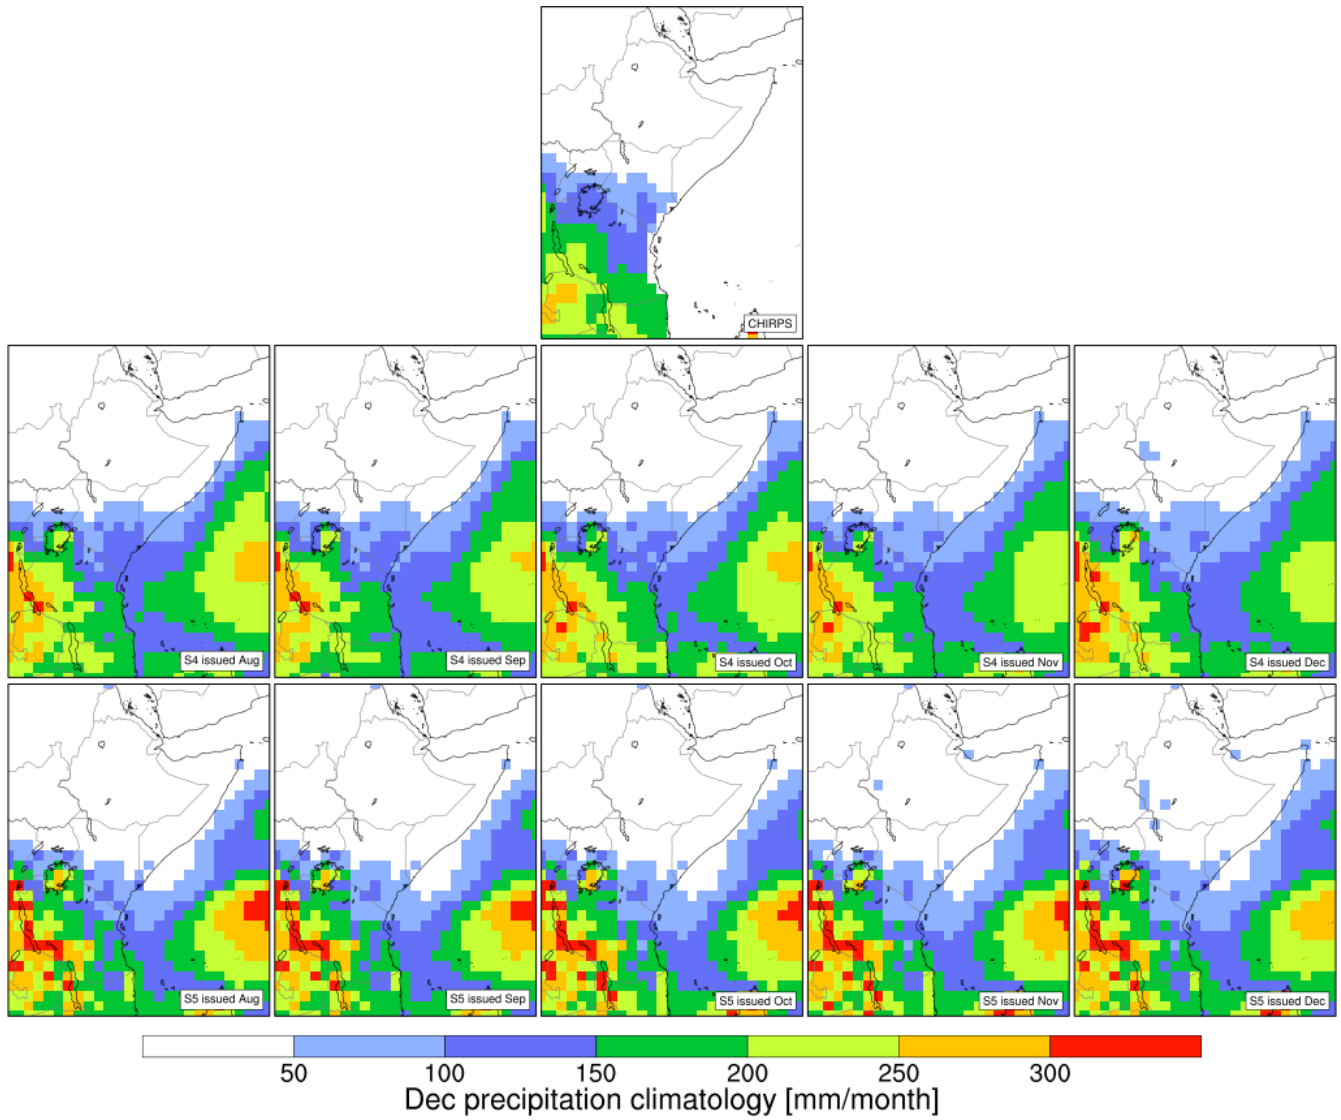 CHIRPS
S4 issued Aug
S4 issued Sep
S4 issued Oct
S4 issued Nov
S4 issued Dec
S5 issued Aug
S5 issued Sep
S5 issued Oct
S5 issued Nov
S5 issued Dec
50 100 150 200 250 300
Dec precipitation climatology [mm/month]